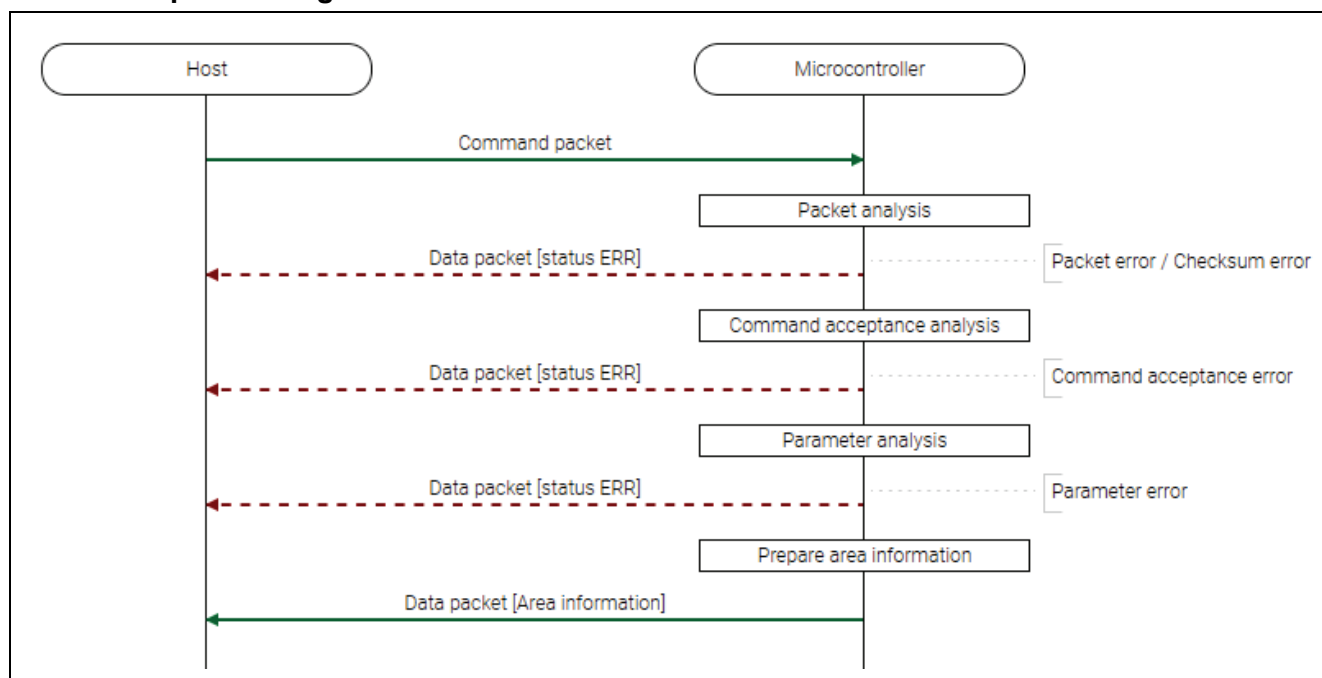 Host
Microcontroller
Command packet
Packet analysis
Data packet [status ERR]
Packet error / Checksum error
Command acceptance analysis
Data packet [status ERR]
Command acceptance error
Parameter analysis
Data packet [status ERR]
Parameter error
Prepare area information
Data packet [Area information]